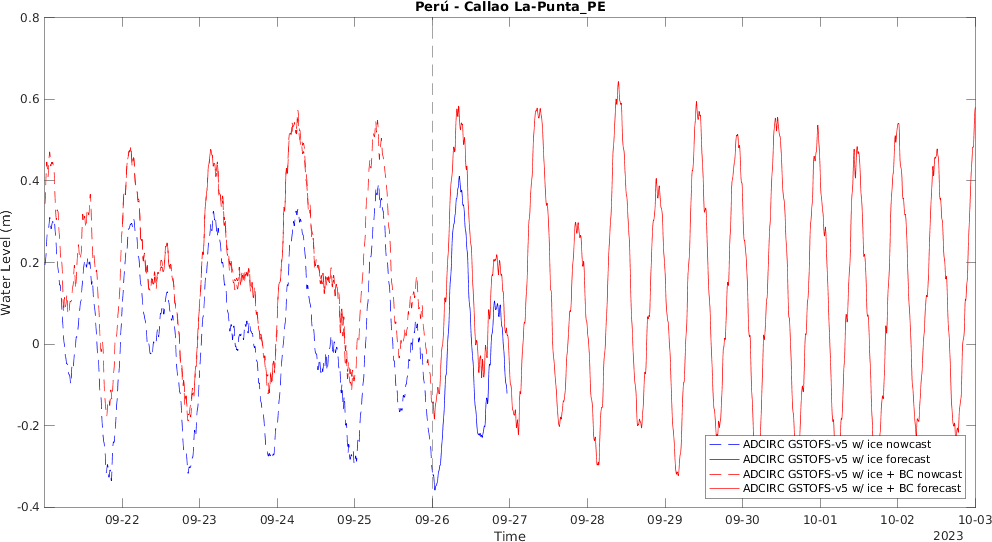 Perú - Callao La-Punta_PE
Water Level (m)
0.8
0.6
0.4
0.2
0
-0.2
-0.4
ADCIRC GSTOFS-v5 w/ ice nowcast
ADCIRC GSTOFS-v5 w/ ice forecast
ADCIRC GSTOFS-v5 w/ ice + BC nowcast
ADCIRC GSTOFS-v5 w/ ice + BC forecast
09-22 09-23 09-24 09-25 09-26 09-27 09-28 09-29 09-30 10-01 10-02 10-03
Time
2023